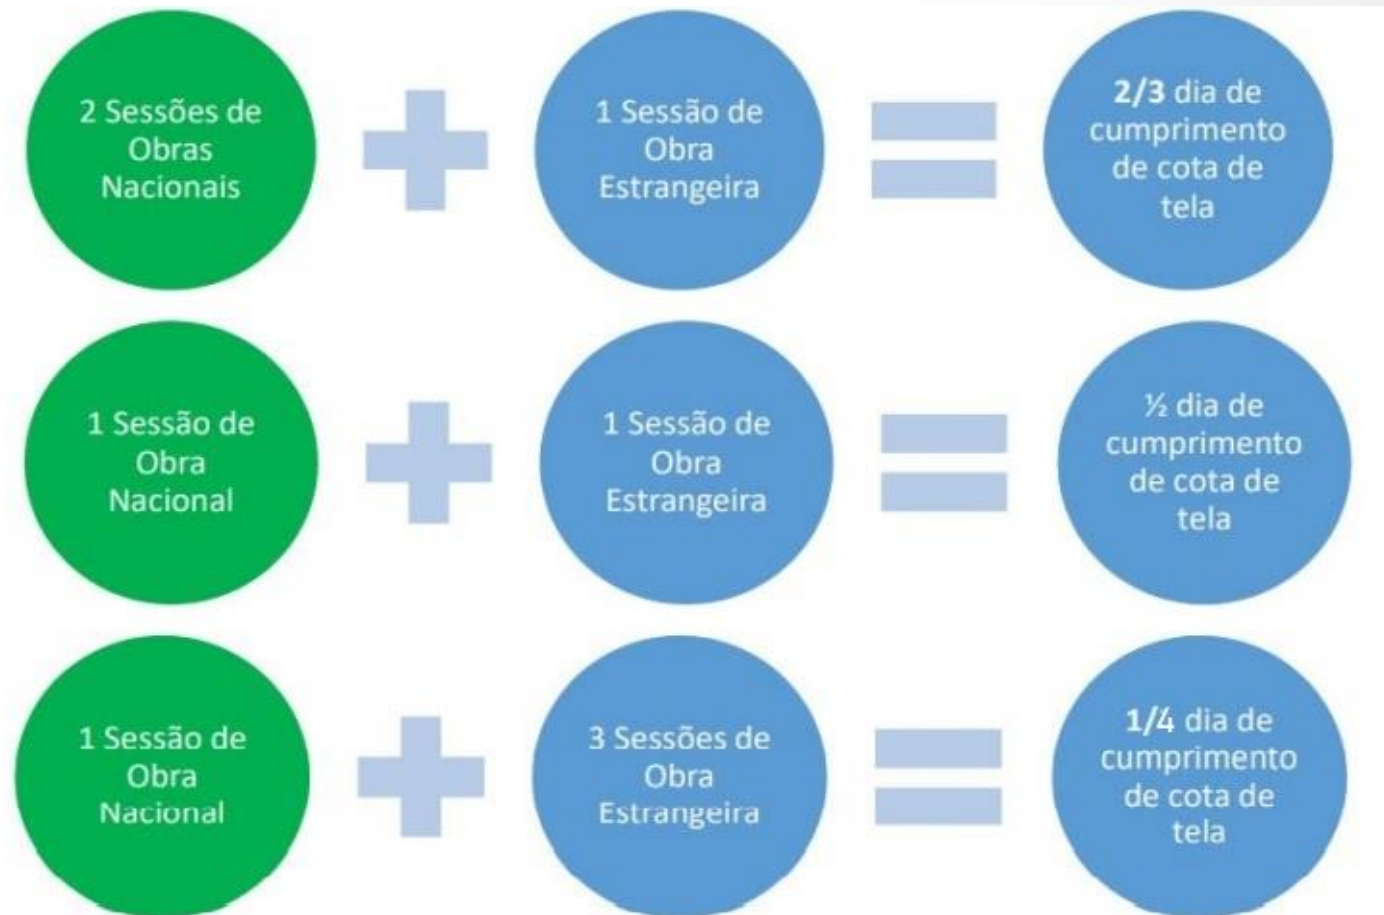 2 Sessões de
Obras
Nacionais
1 Sessão de
Obra
Estrangeira
2/3 dia de
cumprimento
de cota de
tela
1 Sessão de
Obra
Nacional
1 Sessão de
Obra
Estrangeira
½ dia de
cumprimento
de cota de
tela
1 Sessão de
Obra
Nacional
3 Sessões de
Obra
Estrangeira
1/4 dia de
cumprimento
de cota de
tela